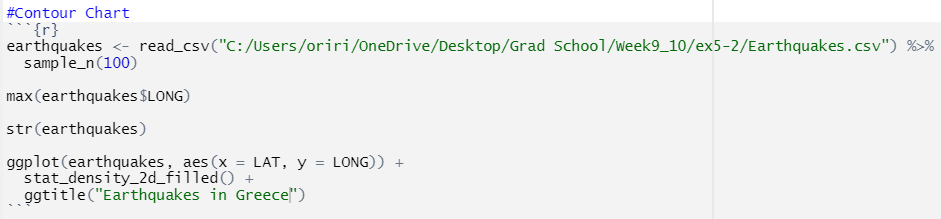 #Contour Chart
```{r}
earthquakes <- read_csv("C:/Users/oriri/OneDrive/Desktop/Grad School/Week9_10/ex5-2/Earthquakes.csv") %>%
  sample_n(100)

max(earthquakes$LONG)

str(earthquakes)

ggplot(earthquakes, aes(x = LAT, y = LONG)) +
  stat_density_2d_filled() +
  ggtitle("Earthquakes in Greece")
```